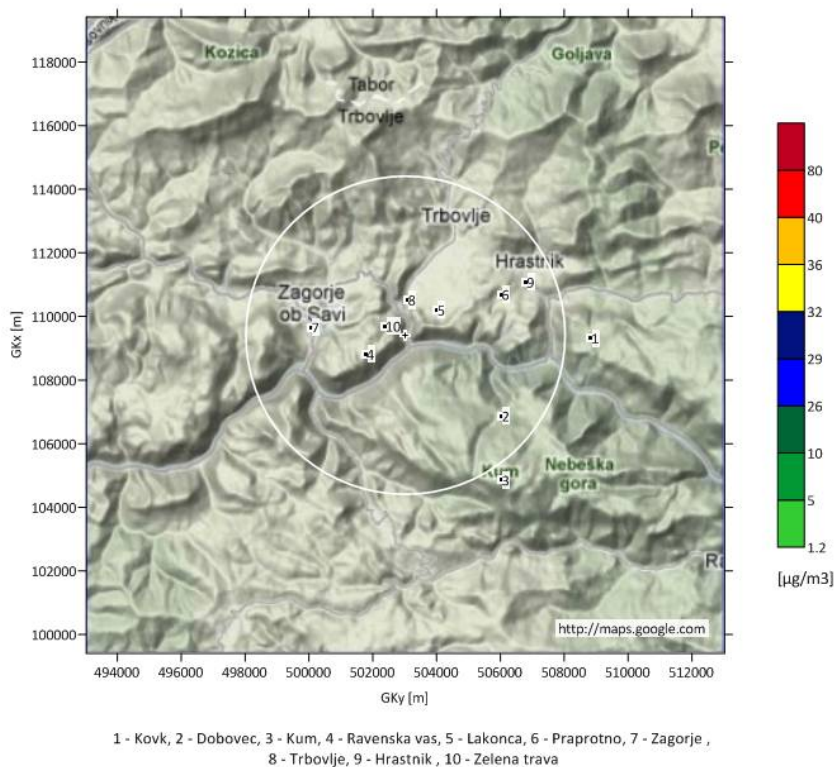 118000
116000
114000
112000
110000
108000
106000
104000
102000
100000
Kozica
Goljava
Tabor
Trbovlje
Trbovlje
Hrastnik
9
6
Zagorje
ob Savi
8
5
7
10
4
1
2
Kum
Nebeška
gora
3
http://maps.google.com
494000 496000 498000 500000 502000 504000 506000 508000 510000 512000
GKy [m]
GKx [m]
80
40
36
32
29
26
10
5
1.2
[µg/m3]
1 - Kovk, 2 - Dobovec, 3 - Kum, 4 - Ravenska vas, 5 - Lakonca, 6 - Praprotno, 7 - Zagorje ,
8 - Trbovlje, 9 - Hrastnik , 10 - Zelena trava